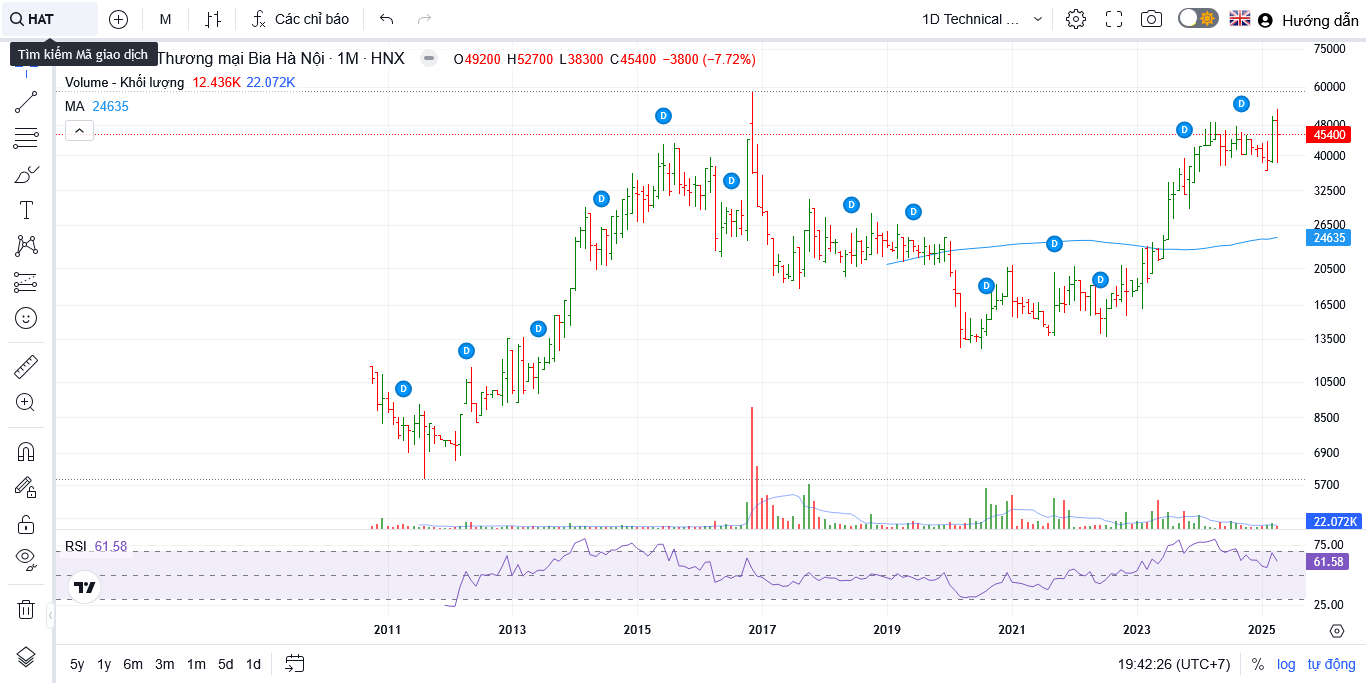 HAT M Các chỉ báo 1D Technical ... Hướng dẫn
Tìm kiếm Mã giao dịch
Thương mại Bia Hà Nội · 1M · HNX O49200 H52700 L38300 C45400 −3800 (−7.72%)
Volume - Khối lượng 12.436K 22.072K
MA 24635
75000
60000
48000
45400
40000
32500
26500
24635
20500
16500
13500
10500
8500
6900
5700
22.072K
D
D
D
D
D
D
D
D
D
D
D
D
D
RSI 61.58
75.00
61.58
25.00
2011 2013 2015 2017 2019 2021 2023 2025
5y 1y 6m 3m 1m 5d 1d 19:42:26 (UTC+7) % log tự động